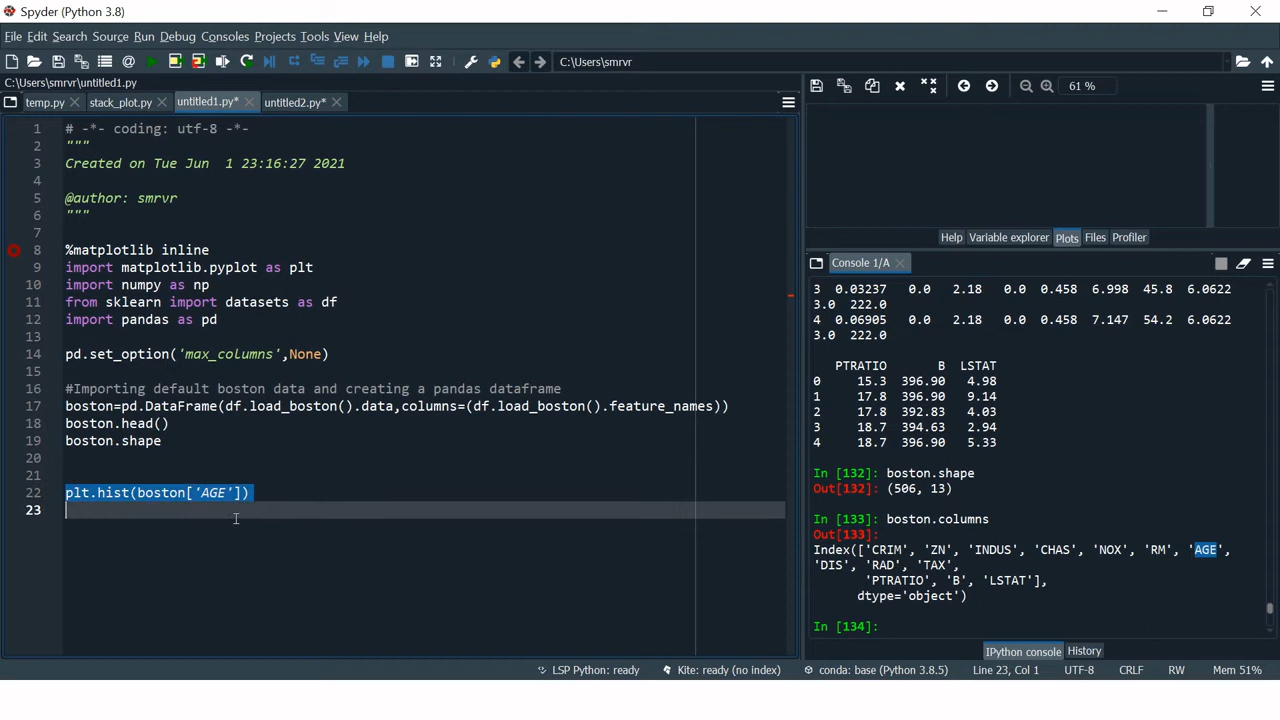 Spyder (Python 3.8)
File Edit Search Source Run Debug Consoles Projects Tools View Help
C:\Users\smrvr
C:\Users\smrvr\untitled1.py
temp.py stack_plot.py untitled1.py* untitled2.py*
1 # -*- coding: utf-8 -*-
2 """
3 Created on Tue Jun  1 23:16:27 2021
4
5 @author: smrvr
6 """
7
8 %matplotlib inline
9 import matplotlib.pyplot as plt
10 import numpy as np
11 from sklearn import datasets as df
12 import pandas as pd
13
14 pd.set_option('max_columns',None)
15
16 #Importing default boston data and creating a pandas dataframe
17 boston=pd.DataFrame(df.load_boston().data,columns=(df.load_boston().feature_names))
18 boston.head()
19 boston.shape
20
21
22 plt.hist(boston['AGE'])
23
61 %
Help Variable explorer Plots Files Profiler
Console 1/A
3 0.03237 0.0 2.18 0.0 0.458 6.998 45.8 6.0622
3.0 222.0
4 0.06905 0.0 2.18 0.0 0.458 7.147 54.2 6.0622
3.0 222.0
PTRATIO B LSTAT
0 15.3 396.90 4.98
1 17.8 396.90 9.14
2 17.8 392.83 4.03
3 18.7 394.63 2.94
4 18.7 396.90 5.33
In [132]: boston.shape
Out[132]: (506, 13)
In [133]: boston.columns
Out[133]:
Index(['CRIM', 'ZN', 'INDUS', 'CHAS', 'NOX', 'RM', 'AGE',
'DIS', 'RAD', 'TAX',
'PTRATIO', 'B', 'LSTAT'],
dtype='object')
In [134]:
IPython console History
LSP Python: ready Kite: ready (no index) conda: base (Python 3.8.5) Line 23, Col 1 UTF-8 CRLF RW Mem 51%